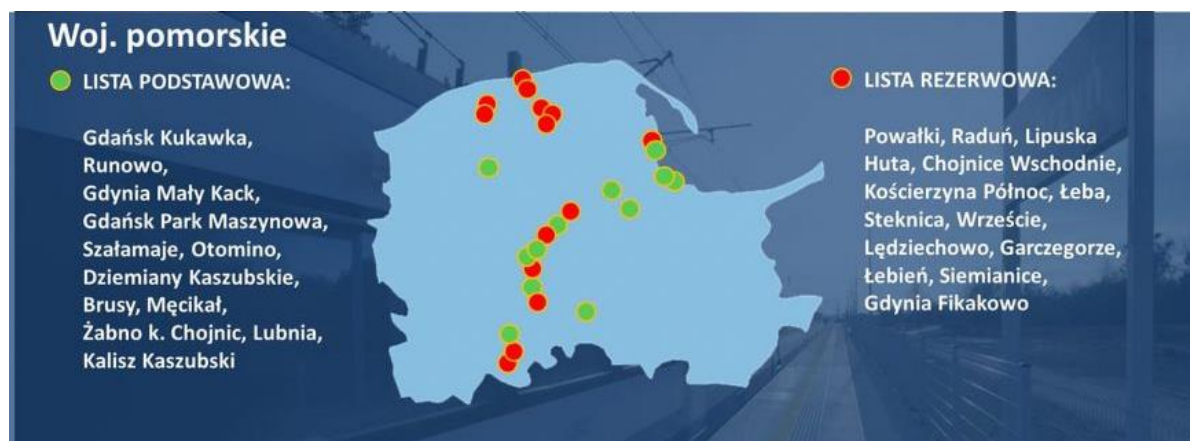 Woj. pomorskie
LISTA PODSTAWOWA:
Gdańsk Kukawka,
Runowo,
Gdynia Mały Kack,
Gdańsk Park Maszynowa,
Szałamaje, Otomino,
Dziemiany Kaszubskie,
Brusy, Męcikał,
Żabno k. Chojnic, Lubnia,
Kalisz Kaszubski
LISTA REZERWOWA:
Powałki, Raduń, Lipuska
Huta, Chojnice Wschodnie,
Kościerzyna Północ, Łeba,
Steknica, Wrzeście,
Lędziechowo, Garczegorze,
Łebień, Siemianice,
Gdynia Fikakowo